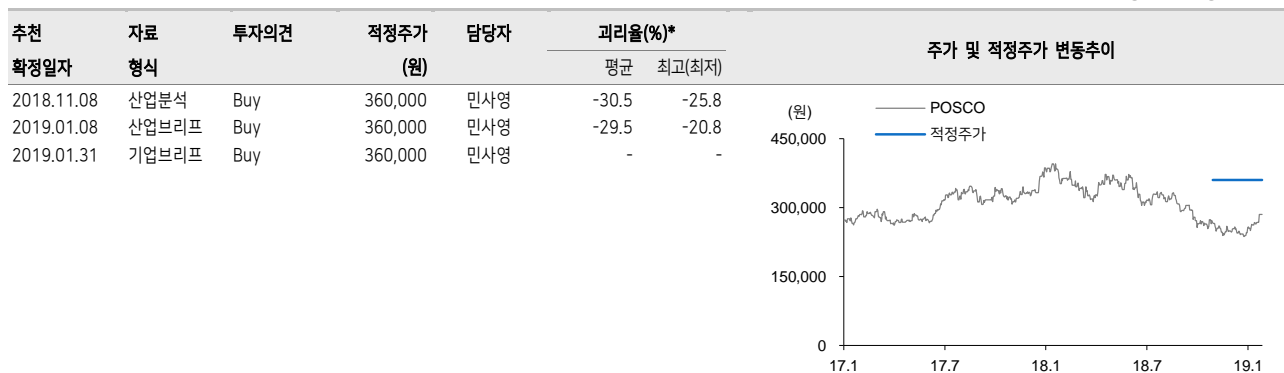 추천 자료 투자의견 적정주가 담당자 괴리율(%)* 주가 및 적정주가 변동추이
확정일자 형식 (원) 평균 최고(최저)
2018.11.08 산업분석 Buy 360,000 민사영 -30.5 -25.8
2019.01.08 산업브리프 Buy 360,000 민사영 -29.5 -20.8
2019.01.31 기업브리프 Buy 360,000 민사영 - -
(원)
POSCO
적정주가
450,000
300,000
150,000
0
17.1 17.7 18.1 18.7 19.1